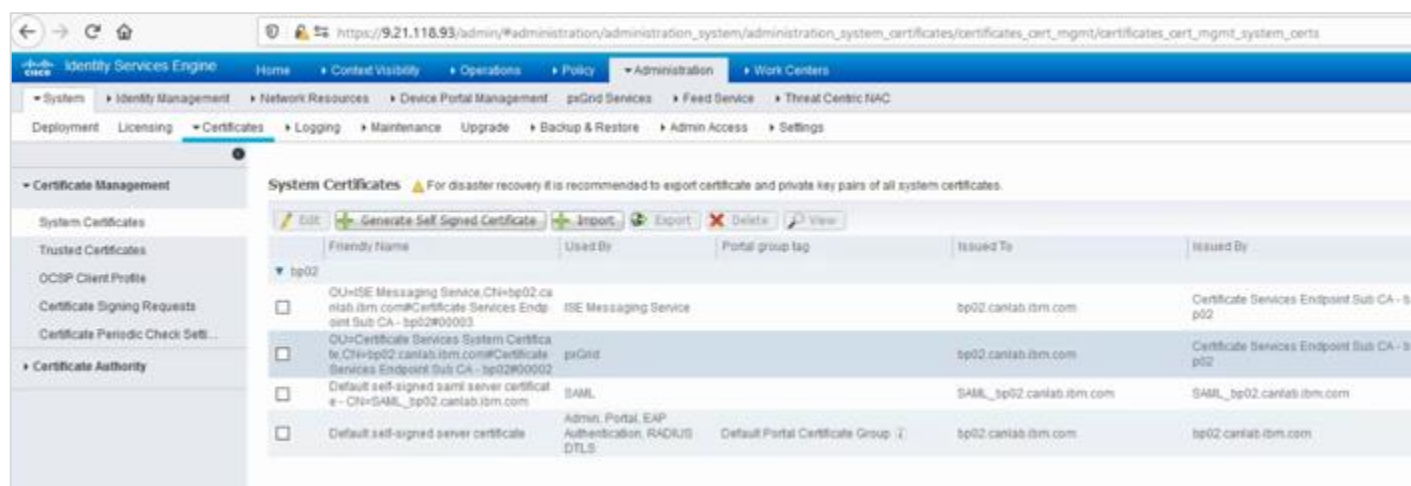 https://9.21.118.93/admin/#administration/administration_system/administration_system_certificates/certificates_cert_mgmt/certificates_cert_mgmt_system_certs
cisco Identity Services Engine Home Context Visibility Operations Policy Administration Work Centers
System Identity Management Network Resources Device Portal Management pxGrid Services Feed Service Threat Centric NAC
Deployment Licensing Certificates Logging Maintenance Upgrade Backup & Restore Admin Access Settings
Certificate Management
System Certificates
Trusted Certificates
OCSP Client Profile
Certificate Signing Requests
Certificate Periodic Check Setti...
Certificate Authority
System Certificates For disaster recovery it is recommended to export certificate and private key pairs of all system certificates.
Edit Generate Self Signed Certificate Import Export Delete View
Friendly Name Used By Portal group tag Issued To Issued By
bp02
OU=ISE Messaging Service,CN=bp02.ca
nlab.ibm.com#Certificate Services Endp
oint Sub CA - bp02#00003
ISE Messaging Service
bp02.canlab.ibm.com
Certificate Services Endpoint Sub CA - b
p02
OU=Certificate Services System Certifica
te,CN=bp02.canlab.ibm.com#Certificate
Services Endpoint Sub CA - bp02#00002
pxGrid
bp02.canlab.ibm.com
Certificate Services Endpoint Sub CA - b
p02
Default self-signed saml server certificat
e - CN=SAML_bp02.canlab.ibm.com
SAML
SAML_bp02.canlab.ibm.com
SAML_bp02.canlab.ibm.com
Default self-signed server certificate
Admin, Portal, EAP
Authentication, RADIUS
DTLS
Default Portal Certificate Group
bp02.canlab.ibm.com
bp02.canlab.ibm.com